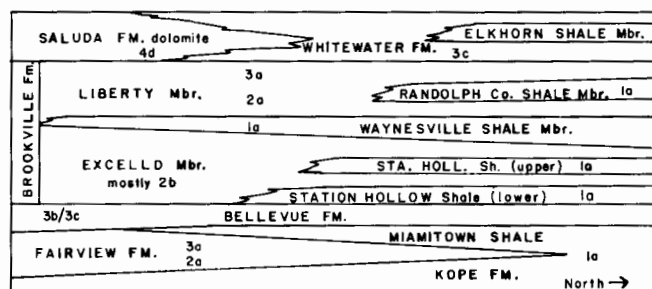 SALUDA FM. dolomite
4d
WHITEWATER FM. 3c
ELKHORN SHALE Mbr.
BROOKVILLE Fm.
3a
LIBERTY Mbr. 2a
RANDOLPH Co. SHALE Mbr. 1a
1a WAYNESVILLE SHALE Mbr.
EXCELLD Mbr.
mostly 2b
STA. HOLL. Sh. (upper) 1a
STATION HOLLOW Shale (lower) 1a
3b/3c BELLEVUE FM.
MIAMITOWN SHALE
FAIRVIEW FM. 3a
2a
1a
KOPE FM.
North →